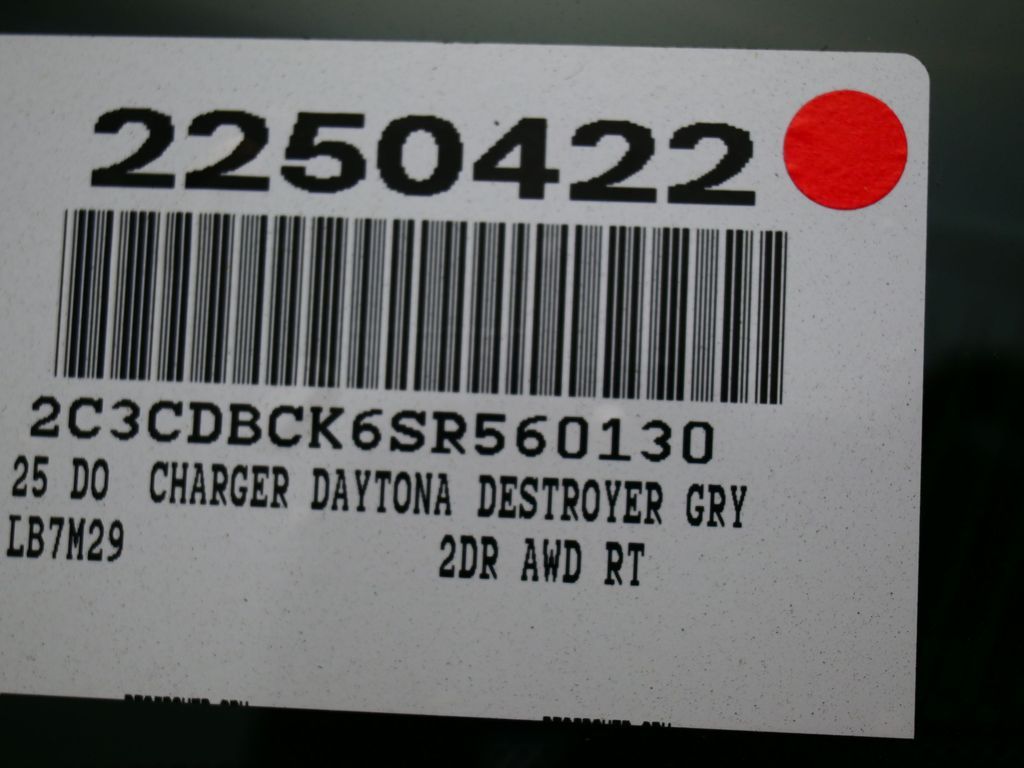 2250422
2C3CDBCK6SR560130
25 DO CHARGER DAYTONA DESTROYER GRY
LB7M29 2DR AWD RT